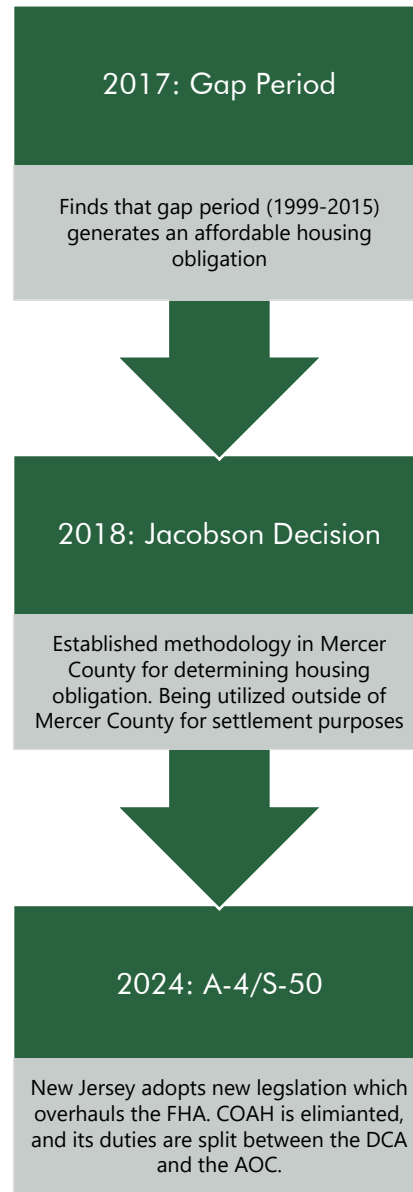 2017: Gap Period
Finds that gap period (1999-2015)
generates an affordable housing
obligation
2018: Jacobson Decision
Established methodology in Mercer
County for determining housing
obligation. Being utilized outside of
Mercer County for settlement purposes
2024: A-4/S-50
New Jersey adopts new legslation which
overhauls the FHA. COAH is elimianted,
and its duties are split between the DCA
and the AOC.